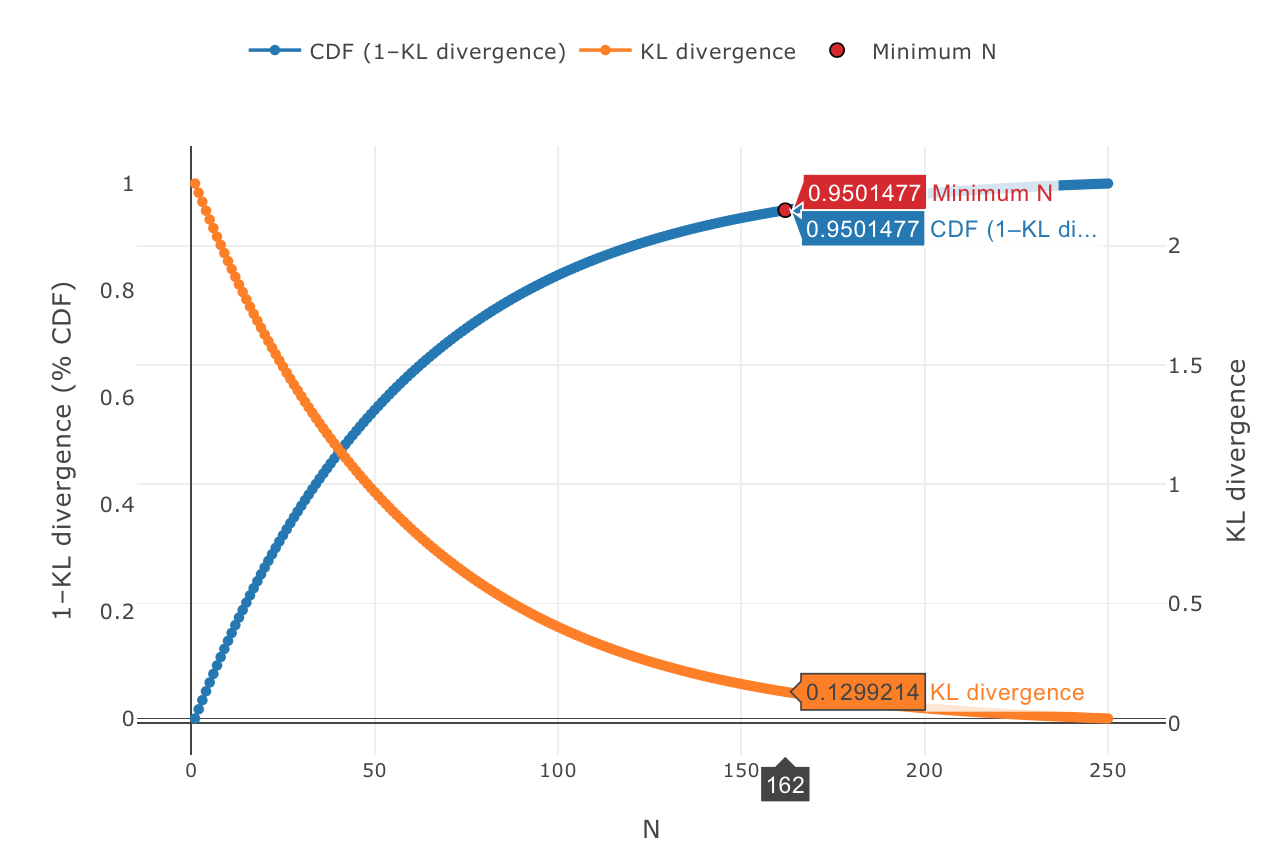 CDF (1−KL divergence) KL divergence Minimum N
1
0.8
0.6
0.4
0.2
0
1−KL divergence (% CDF)
0.9501477 Minimum N
0.9501477 CDF (1−KL di...
0.1299214 KL divergence
2
1.5
1
0.5
0
KL divergence
0 50 100 150 200 250
162
N